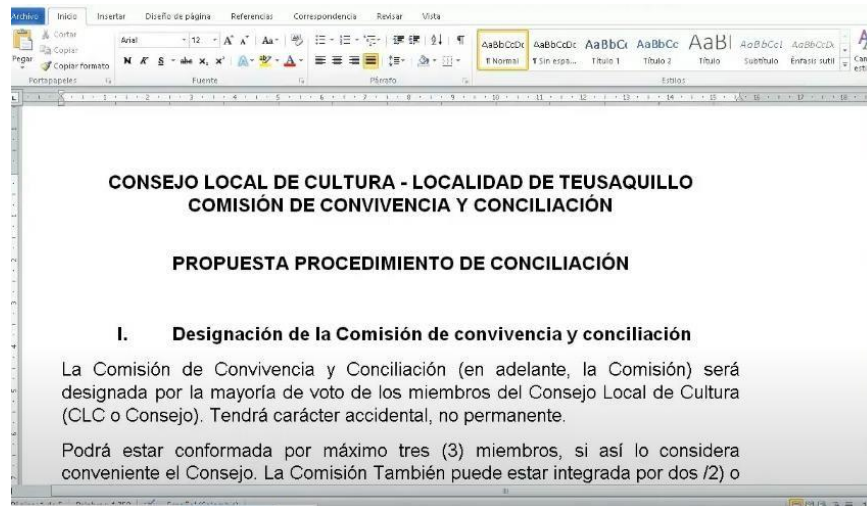 Archivo Inicio Insertar Diseño de página Referencias Correspondencia Revisar Vista
Cortar
Copiar
Pegar
Copiar formato
Portapapeles
Arial 12
N K S abc
Fuente
Párrafo
AaBbCcDc AaBbCcDc AaBbCc AaBbCc AaBl AaBbCcI AaBbCcDc
¶ Normal ¶ Sin espa... Título 1 Título 2 Título Subtítulo Énfasis sutil
Estilos
CONSEJO LOCAL DE CULTURA - LOCALIDAD DE TEUSAQUILLO
COMISIÓN DE CONVIVENCIA Y CONCILIACIÓN
PROPUESTA PROCEDIMIENTO DE CONCILIACIÓN
I. Designación de la Comisión de convivencia y conciliación
La Comisión de Convivencia y Conciliación (en adelante, la Comisión) será
designada por la mayoría de voto de los miembros del Consejo Local de Cultura
(CLC o Consejo). Tendrá carácter accidental, no permanente.
Podrá estar conformada por máximo tres (3) miembros, si así lo considera
conveniente el Consejo. La Comisión También puede estar integrada por dos /2) o